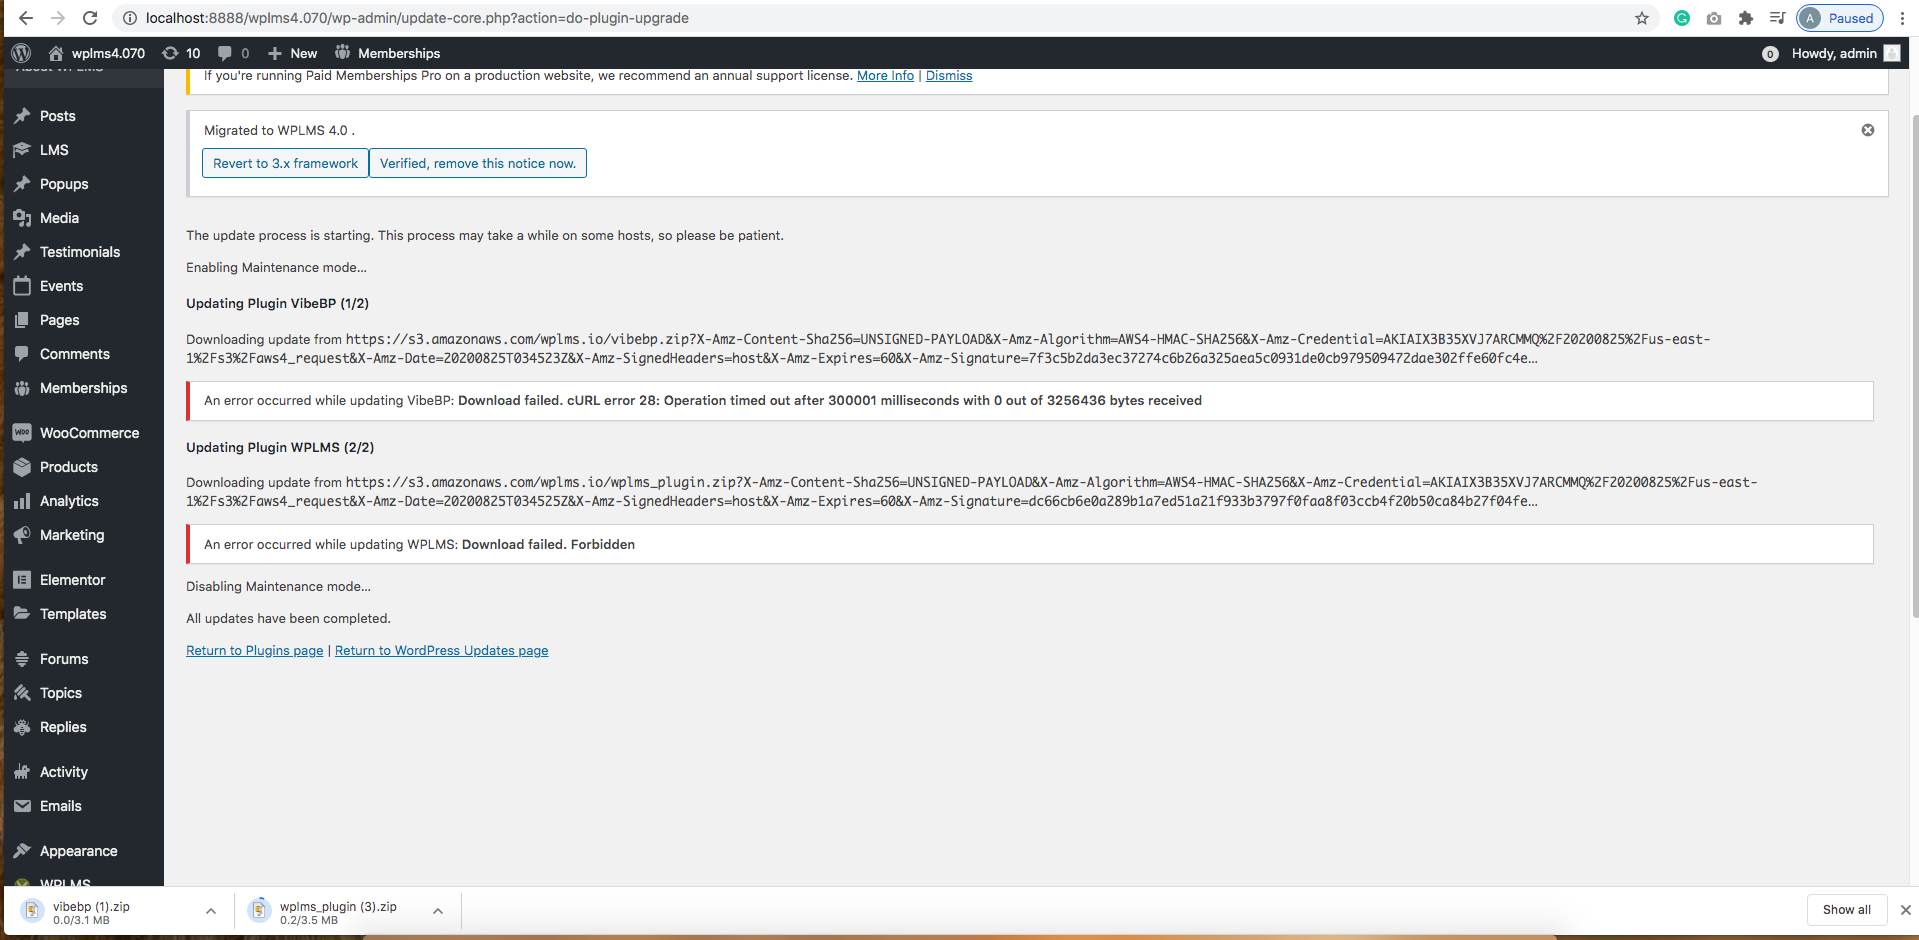 localhost:8888/wplms4.070/wp-admin/update-core.php?action=do-plugin-upgrade
A Paused
wplms4.070 10 0 New Memberships
0 Howdy, admin
About WPLMS
Posts
LMS
Popups
Media
Testimonials
Events
Pages
Comments
Memberships
woo WooCommerce
Products
Analytics
Marketing
Elementor
Templates
Forums
Topics
Replies
Activity
Emails
Appearance
WPLMS
If you're running Paid Memberships Pro on a production website, we recommend an annual support license. More Info | Dismiss
Migrated to WPLMS 4.0 .
Revert to 3.x framework Verified, remove this notice now.
The update process is starting. This process may take a while on some hosts, so please be patient.
Enabling Maintenance mode...
Updating Plugin VibeBP (1/2)
Downloading update from https://s3.amazonaws.com/wplms.io/vibebp.zip?X-Amz-Content-Sha256=UNSIGNED-PAYLOAD&X-Amz-Algorithm=AWS4-HMAC-SHA256&X-Amz-Credential=AKIAIX3B35XVJ7ARCMMQ%2F20200825%2Fus-east-
1%2Fs3%2Faws4_request&X-Amz-Date=20200825T034523Z&X-Amz-SignedHeaders=host&X-Amz-Expires=60&X-Amz-Signature=7f3c5b2da3ec37274c6b26a325aea5c0931de0cb979509472dae302ffe60fc4e...
An error occurred while updating VibeBP: Download failed. cURL error 28: Operation timed out after 300001 milliseconds with 0 out of 3256436 bytes received
Updating Plugin WPLMS (2/2)
Downloading update from https://s3.amazonaws.com/wplms.io/wplms_plugin.zip?X-Amz-Content-Sha256=UNSIGNED-PAYLOAD&X-Amz-Algorithm=AWS4-HMAC-SHA256&X-Amz-Credential=AKIAIX3B35XVJ7ARCMMQ%2F20200825%2Fus-east-
1%2Fs3%2Faws4_request&X-Amz-Date=20200825T034525Z&X-Amz-SignedHeaders=host&X-Amz-Expires=60&X-Amz-Signature=dc66cb6e0a289b1a7ed51a21f933b3797f0faa8f03ccb4f20b50ca84b27f04fe...
An error occurred while updating WPLMS: Download failed. Forbidden
Disabling Maintenance mode...
All updates have been completed.
Return to Plugins page | Return to WordPress Updates page
vibebp (1).zip
0.0/3.1 MB
wplms_plugin (3).zip
0.2/3.5 MB
Show all